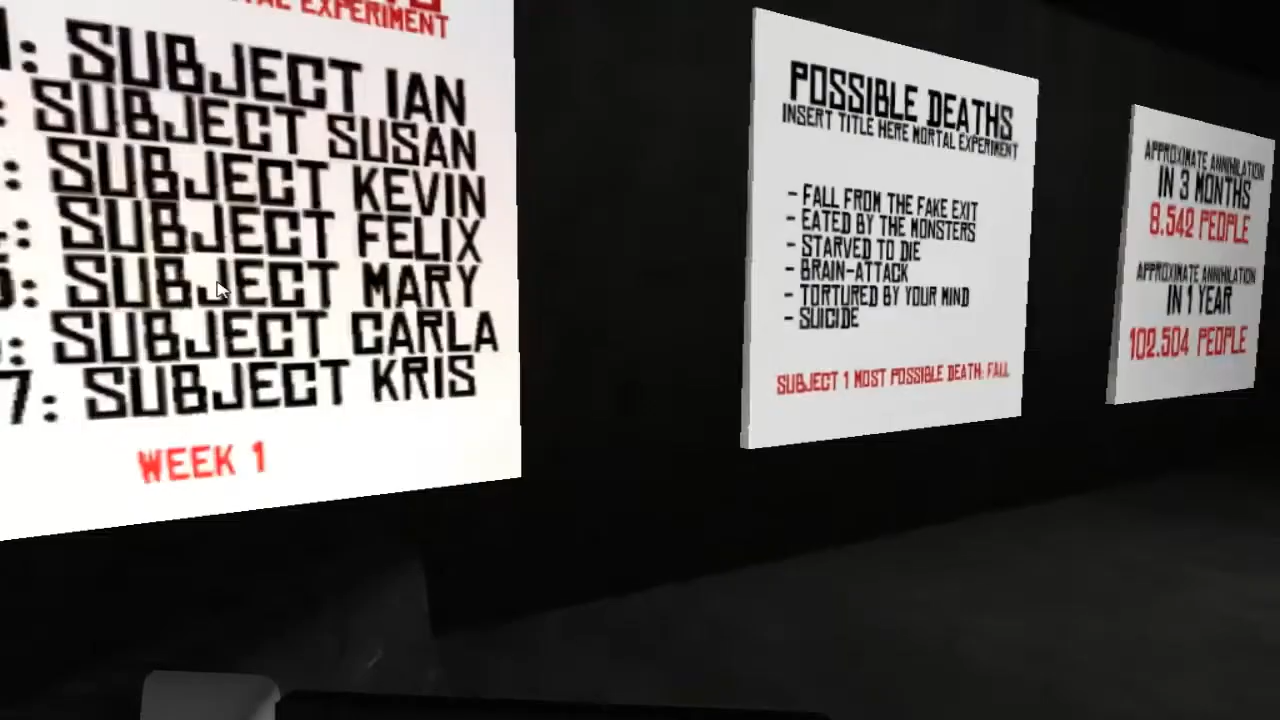 MORTAL EXPERIMENT
1: SUBJECT IAN
: SUBJECT SUSAN
: SUBJECT KEVIN
: SUBJECT FELIX
: SUBJECT MARY
: SUBJECT CARLA
7: SUBJECT KRIS
WEEK 1
POSSIBLE DEATHS
INSERT TITLE HERE MORTAL EXPERIMENT
- FALL FROM THE FAKE EXIT
- EATED BY THE MONSTERS
- STARVED TO DIE
- BRAIN-ATTACK
- TORTURED BY YOUR MIND
- SUICIDE
SUBJECT 1 MOST POSSIBLE DEATH: FALL
APPROXIMATE ANNIHILATION
IN 3 MONTHS
8.542 PEOPLE
APPROXIMATE ANNIHILATION
IN 1 YEAR
102.504 PEOPLE